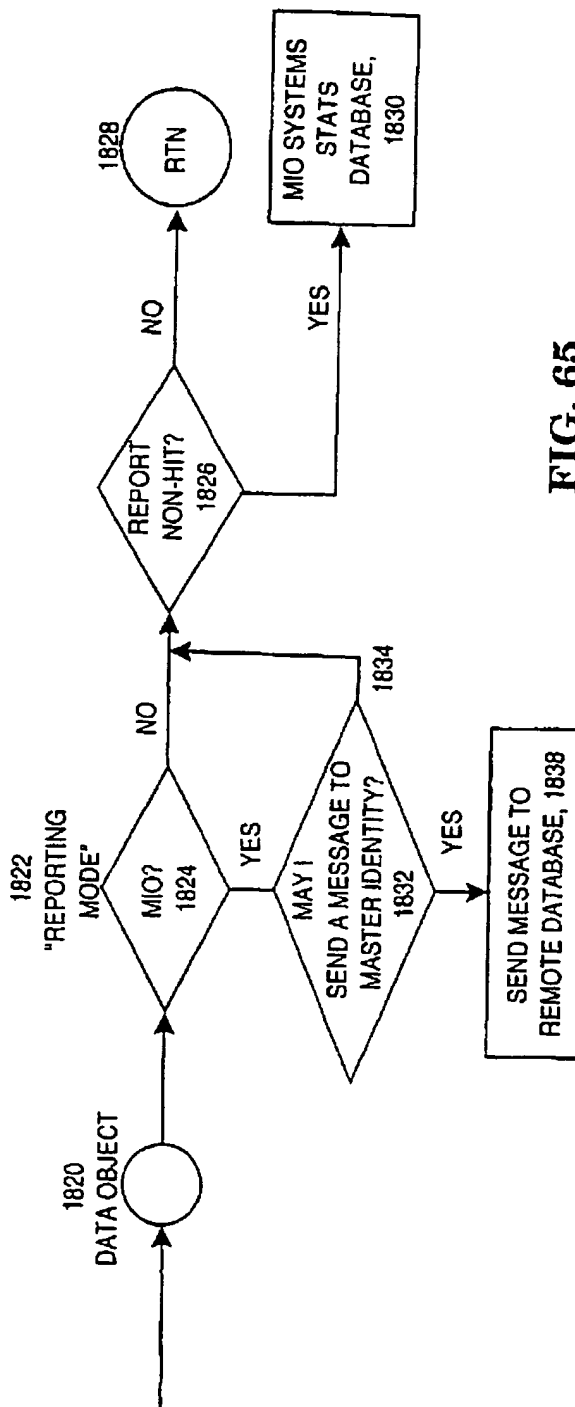 1820
DATA OBJECT
1822
"REPORTING
MODE"
MIO?
1824
NO
YES
MAY I
SEND A MESSAGE TO
MASTER IDENTITY?
1832
1834
YES
SEND MESSAGE TO
REMOTE DATABASE, 1838
REPORT
NON-HIT?
1826
NO
1828
RTN
YES
MIO SYSTEMS
STATS
DATABASE,
1830
FIG. 65